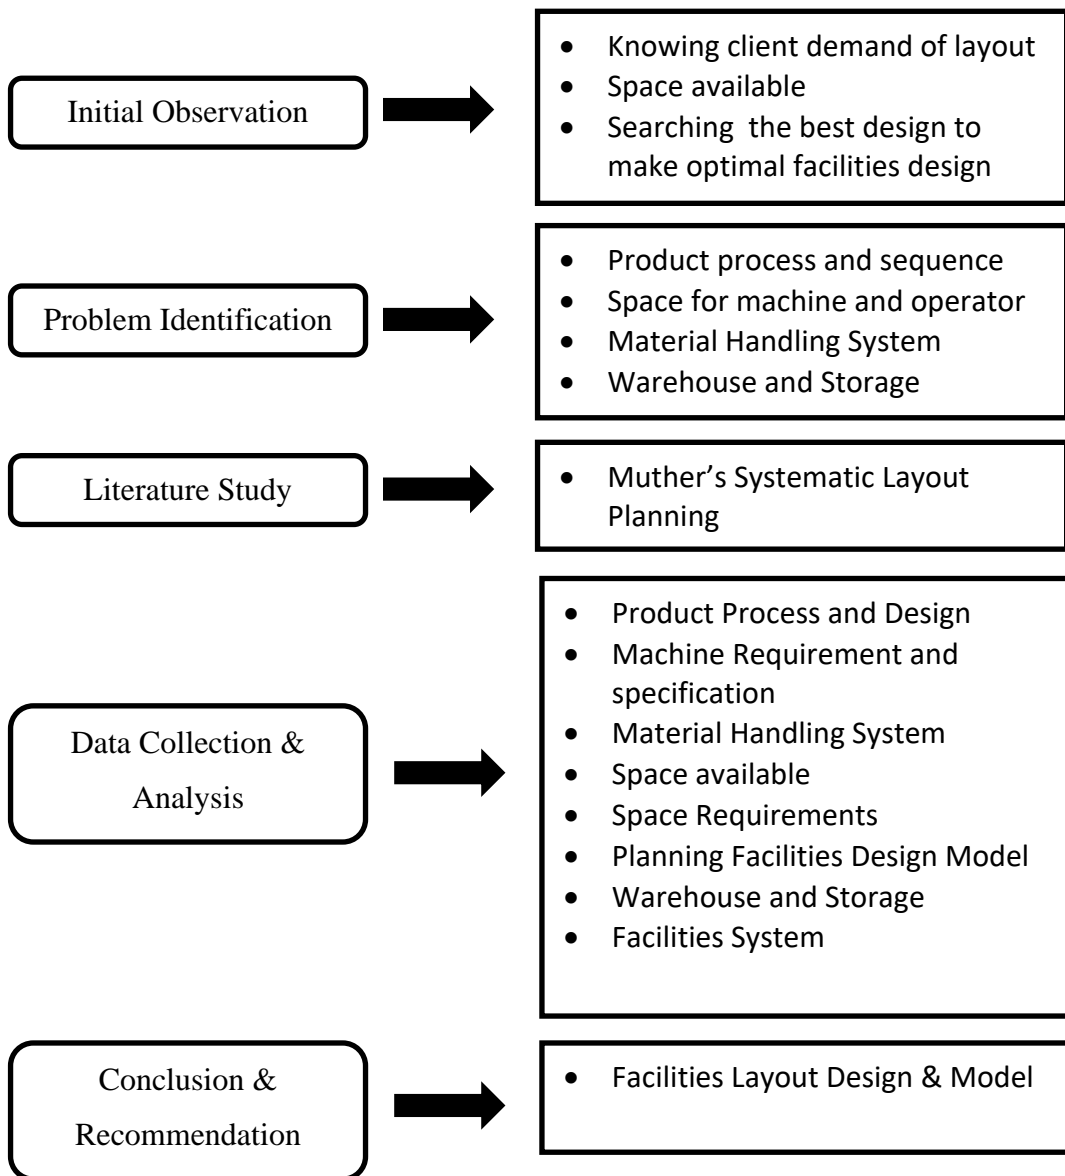 Initial Observation
• Knowing client demand of layout
• Space available
• Searching  the best design to
make optimal facilities design
Problem Identification
• Product process and sequence
• Space for machine and operator
• Material Handling System
• Warehouse and Storage
Literature Study
• Muther’s Systematic Layout
Planning
Data Collection &
Analysis
• Product Process and Design
• Machine Requirement and
specification
• Material Handling System
• Space available
• Space Requirements
• Planning Facilities Design Model
• Warehouse and Storage
• Facilities System
Conclusion &
Recommendation
• Facilities Layout Design & Model